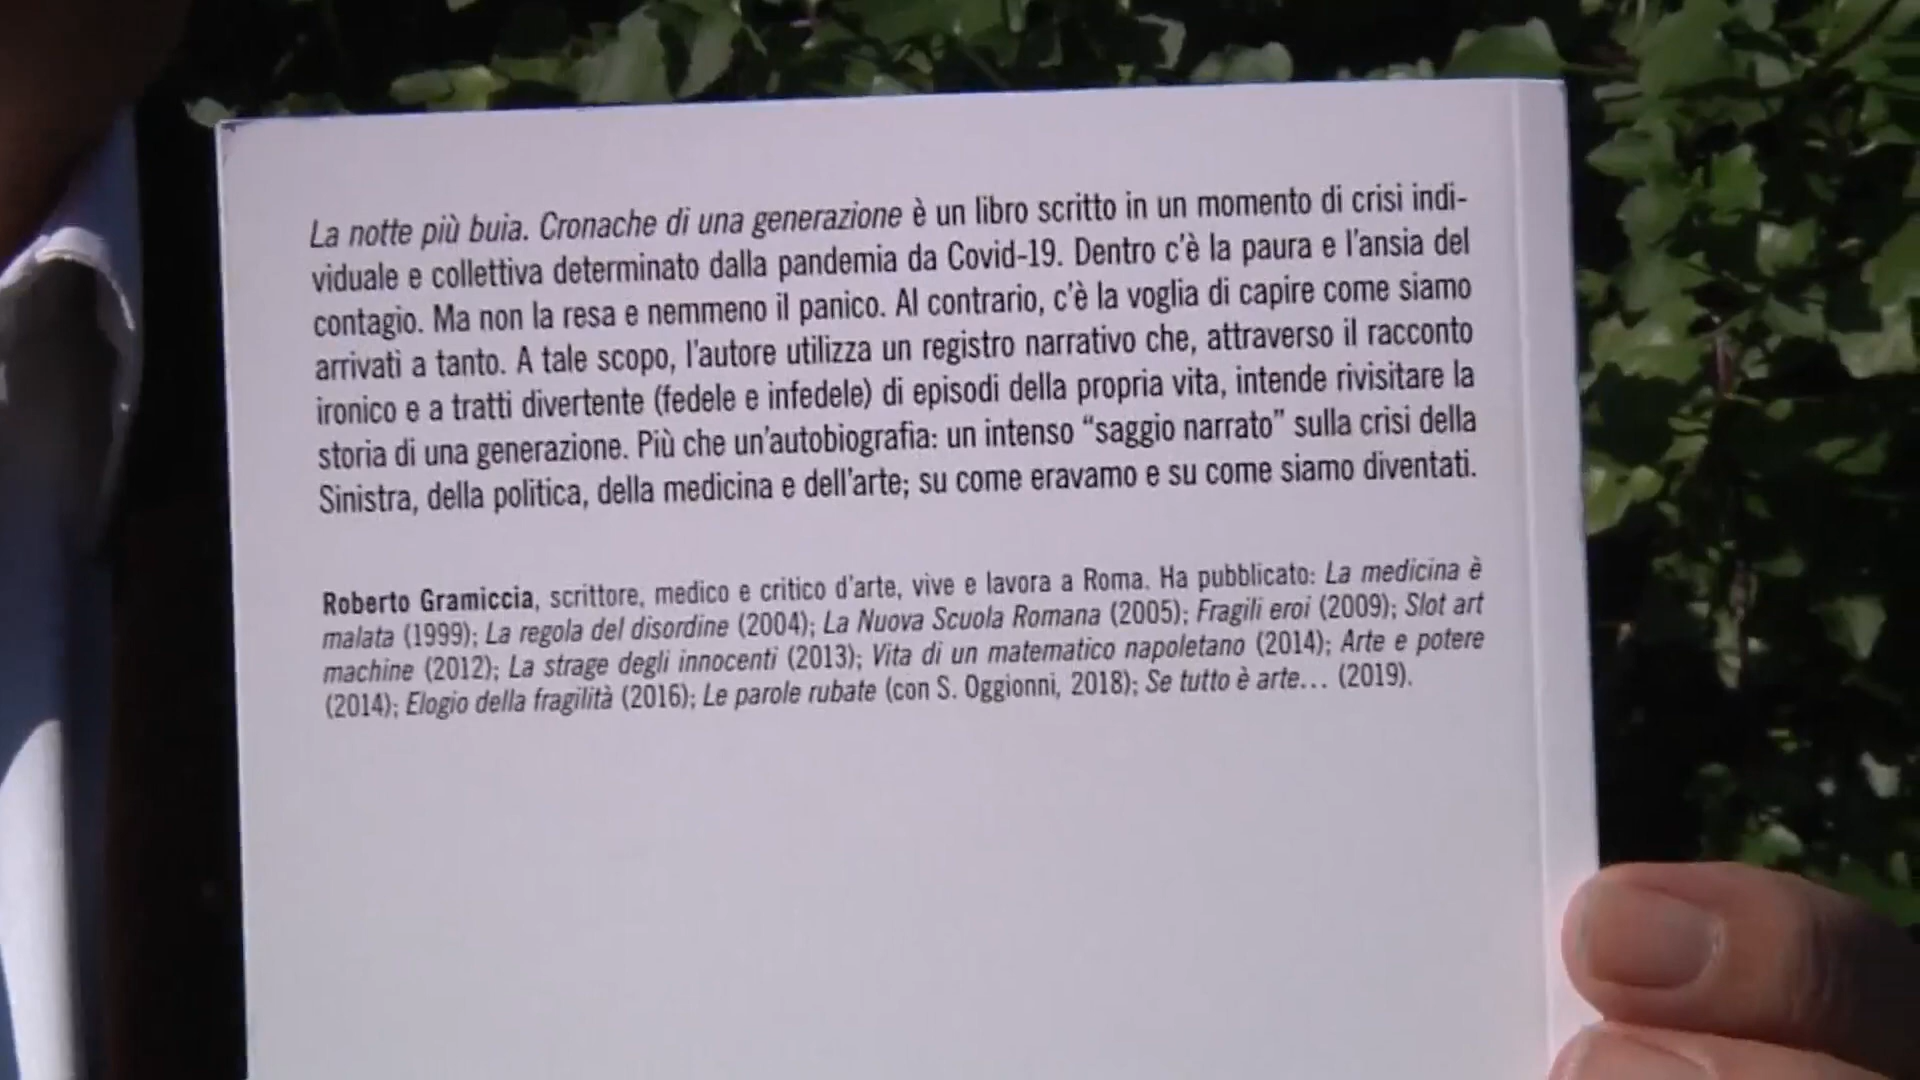 La notte più buia. Cronache di una generazione è un libro scritto in un momento di crisi indi-
viduale e collettiva determinato dalla pandemia da Covid-19. Dentro c'è la paura e l'ansia del
contagio. Ma non la resa e nemmeno il panico. Al contrario, c'è la voglia di capire come siamo
arrivati a tanto. A tale scopo, l'autore utilizza un registro narrativo che, attraverso il racconto
ironico e a tratti divertente (fedele e infedele) di episodi della propria vita, intende rivisitare la
storia di una generazione. Più che un'autobiografia: un intenso “saggio narrato” sulla crisi della
Sinistra, della politica, della medicina e dell'arte; su come eravamo e su come siamo diventati.
Roberto Gramiccia, scrittore, medico e critico d'arte, vive e lavora a Roma. Ha pubblicato: La medicina è
malata (1999); La regola del disordine (2004); La Nuova Scuola Romana (2005); Fragili eroi (2009); Slot art
machine (2012); La strage degli innocenti (2013); Vita di un matematico napoletano (2014); Arte e potere
(2014); Elogio della fragilità (2016); Le parole rubate (con S. Oggionni, 2018); Se tutto è arte… (2019).